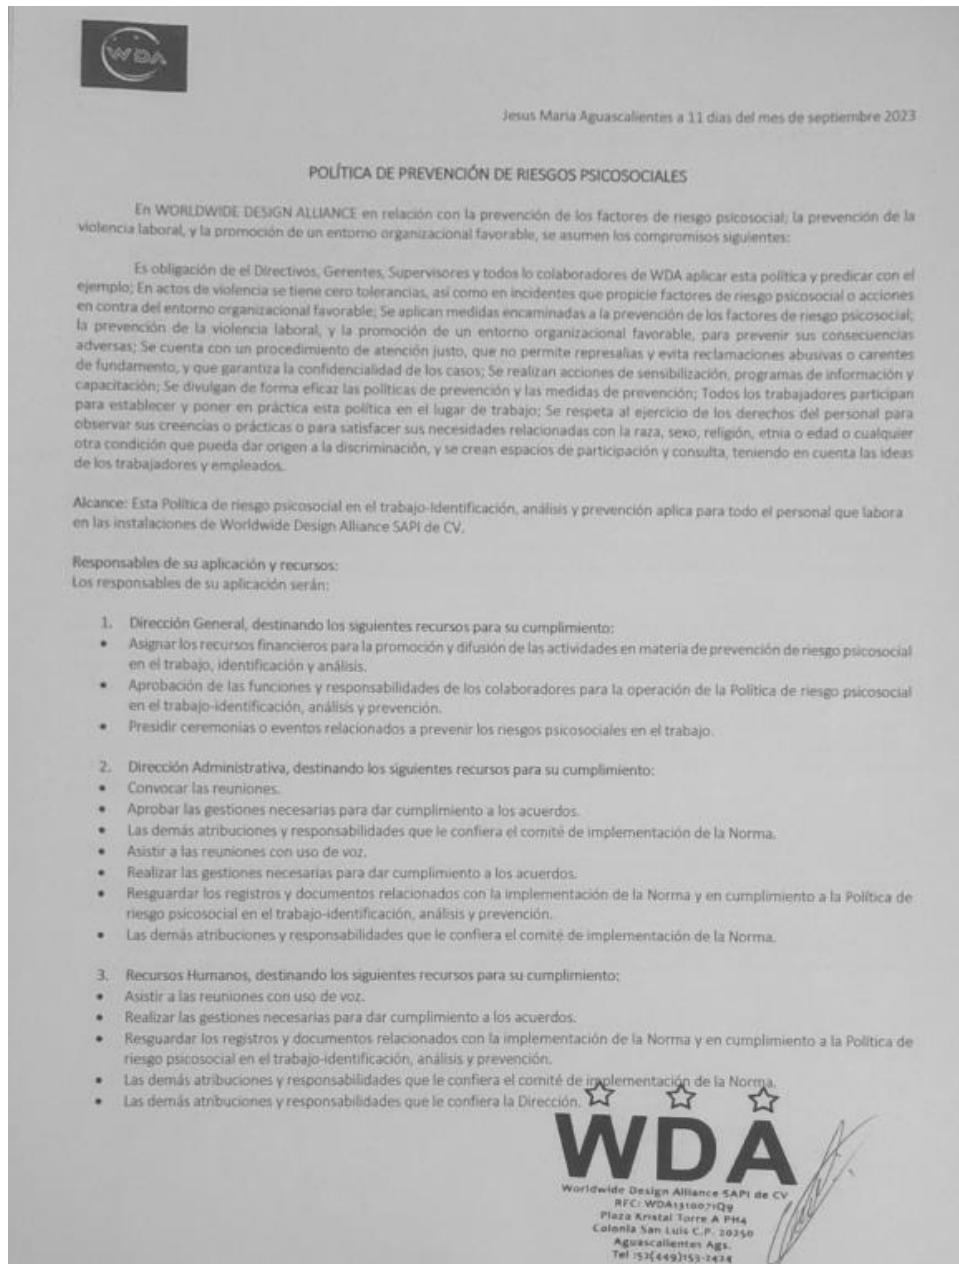 WDA
Jesus Maria Aguascalientes a 11 dias del mes de septiembre 2023
POLÍTICA DE PREVENCIÓN DE RIESGOS PSICOSOCIALES
En WORLDWIDE DESIGN ALLIANCE en relación con la prevención de los factores de riesgo psicosocial; la prevención de la
violencia laboral, y la promoción de un entorno organizacional favorable, se asumen los compromisos siguientes:
Es obligación de el Directivos, Gerentes, Supervisores y todos lo colaboradores de WDA aplicar esta política y predicar con el
ejemplo; En actos de violencia se tiene cero tolerancias, así como en incidentes que propicie factores de riesgo psicosocial o acciones
en contra del entorno organizacional favorable; Se aplican medidas encaminadas a la prevención de los factores de riesgo psicosocial;
la prevención de la violencia laboral, y la promoción de un entorno organizacional favorable, para prevenir sus consecuencias
adversas; Se cuenta con un procedimiento de atención justo, que no permite represalias y evita reclamaciones abusivas o carentes
de fundamento, y que garantiza la confidencialidad de los casos; Se realizan acciones de sensibilización, programas de información y
capacitación; Se divulgan de forma eficaz las políticas de prevención y las medidas de prevención; Todos los trabajadores participan
para establecer y poner en práctica esta política en el lugar de trabajo; Se respeta al ejercicio de los derechos del personal para
observar sus creencias o prácticas o para satisfacer sus necesidades relacionadas con la raza, sexo, religión, etnia o edad o cualquier
otra condición que pueda dar origen a la discriminación, y se crean espacios de participación y consulta, teniendo en cuenta las ideas
de los trabajadores y empleados.
Alcance: Esta Política de riesgo psicosocial en el trabajo-Identificación, análisis y prevención aplica para todo el personal que labora
en las instalaciones de Worldwide Design Alliance SAPI de CV.
Responsables de su aplicación y recursos:
Los responsables de su aplicación serán:
1. Dirección General, destinando los siguientes recursos para su cumplimiento:
• Asignar los recursos financieros para la promoción y difusión de las actividades en materia de prevención de riesgo psicosocial
en el trabajo, identificación y análisis.
• Aprobación de las funciones y responsabilidades de los colaboradores para la operación de la Política de riesgo psicosocial
en el trabajo-identificación, análisis y prevención.
• Presidir ceremonias o eventos relacionados a prevenir los riesgos psicosociales en el trabajo.
2. Dirección Administrativa, destinando los siguientes recursos para su cumplimiento:
• Convocar las reuniones.
• Aprobar las gestiones necesarias para dar cumplimiento a los acuerdos.
• Las demás atribuciones y responsabilidades que le confiera el comité de implementación de la Norma.
• Asistir a las reuniones con uso de voz.
• Realizar las gestiones necesarias para dar cumplimiento a los acuerdos.
• Resguardar los registros y documentos relacionados con la implementación de la Norma y en cumplimiento a la Política de
riesgo psicosocial en el trabajo-identificación, análisis y prevención.
• Las demás atribuciones y responsabilidades que le confiera el comité de implementación de la Norma.
3. Recursos Humanos, destinando los siguientes recursos para su cumplimiento:
• Asistir a las reuniones con uso de voz.
• Realizar las gestiones necesarias para dar cumplimiento a los acuerdos.
• Resguardar los registros y documentos relacionados con la implementación de la Norma y en cumplimiento a la Política de
riesgo psicosocial en el trabajo-identificación, análisis y prevención.
• Las demás atribuciones y responsabilidades que le confiera el comité de implementación de la Norma.
• Las demás atribuciones y responsabilidades que le confiera la Dirección.
WDA
Worldwide Design Alliance SAPI de CV
RFC: WDA1310071Q9
Plaza Kristal Torre A PH4
Colonia San Luis C.P. 20250
Aguascalientes Ags.
Tel :52(449)153-2424